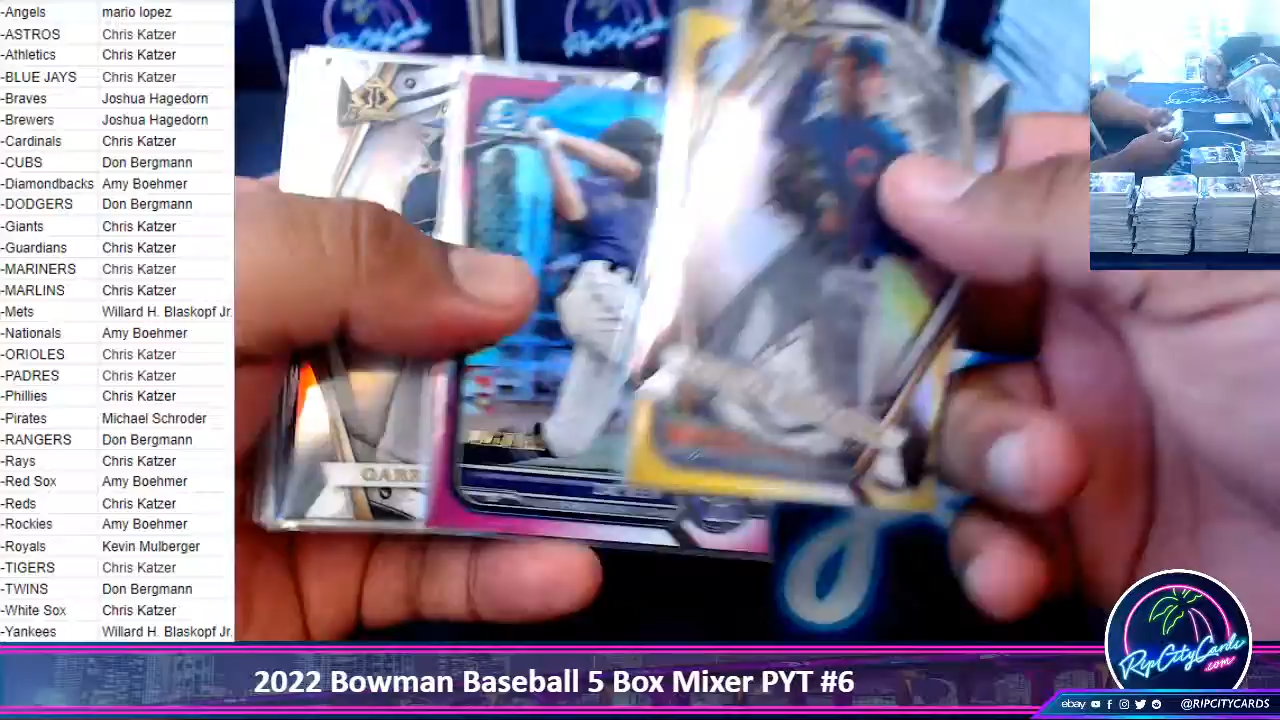 -Angels mario lopez
-ASTROS Chris Katzer
-Athletics Chris Katzer
-BLUE JAYS Chris Katzer
-Braves Joshua Hagedorn
-Brewers Joshua Hagedorn
-Cardinals Chris Katzer
-CUBS Don Bergmann
-Diamondbacks Amy Boehmer
-DODGERS Don Bergmann
-Giants Chris Katzer
-Guardians Chris Katzer
-MARINERS Chris Katzer
-MARLINS Chris Katzer
-Mets Willard H. Blaskopf Jr.
-Nationals Amy Boehmer
-ORIOLES Chris Katzer
-PADRES Chris Katzer
-Phillies Chris Katzer
-Pirates Michael Schroder
-RANGERS Don Bergmann
-Rays Chris Katzer
-Red Sox Amy Boehmer
-Reds Chris Katzer
-Rockies Amy Boehmer
-Royals Kevin Mulberger
-TIGERS Chris Katzer
-TWINS Don Bergmann
-White Sox Chris Katzer
-Yankees Willard H. Blaskopf Jr.
2022 Bowman Baseball 5 Box Mixer PYT #6
RipCityCards
.com
ebay @RIPCITYCARDS